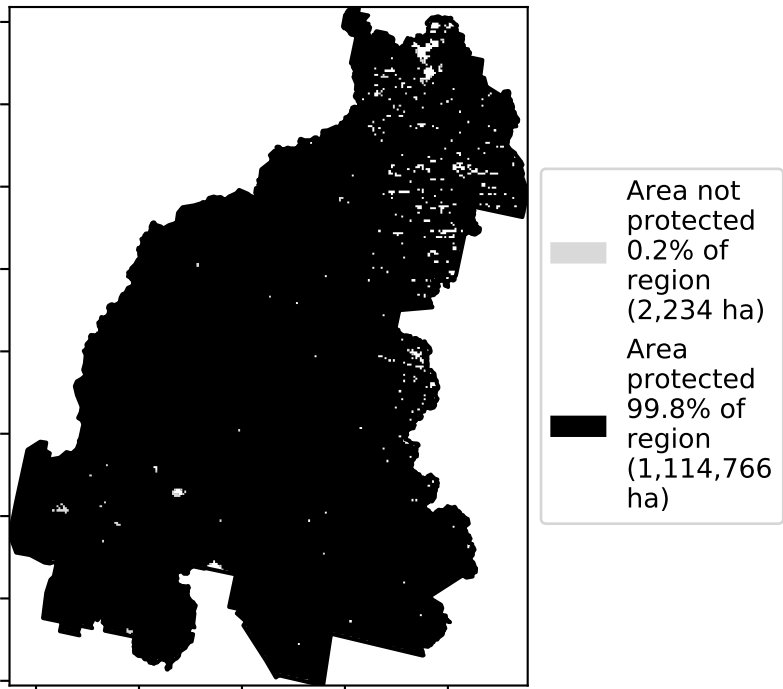 Area not
protected
0.2% of
region
(2,234 ha)
Area
protected
99.8% of
region
(1,114,766
ha)